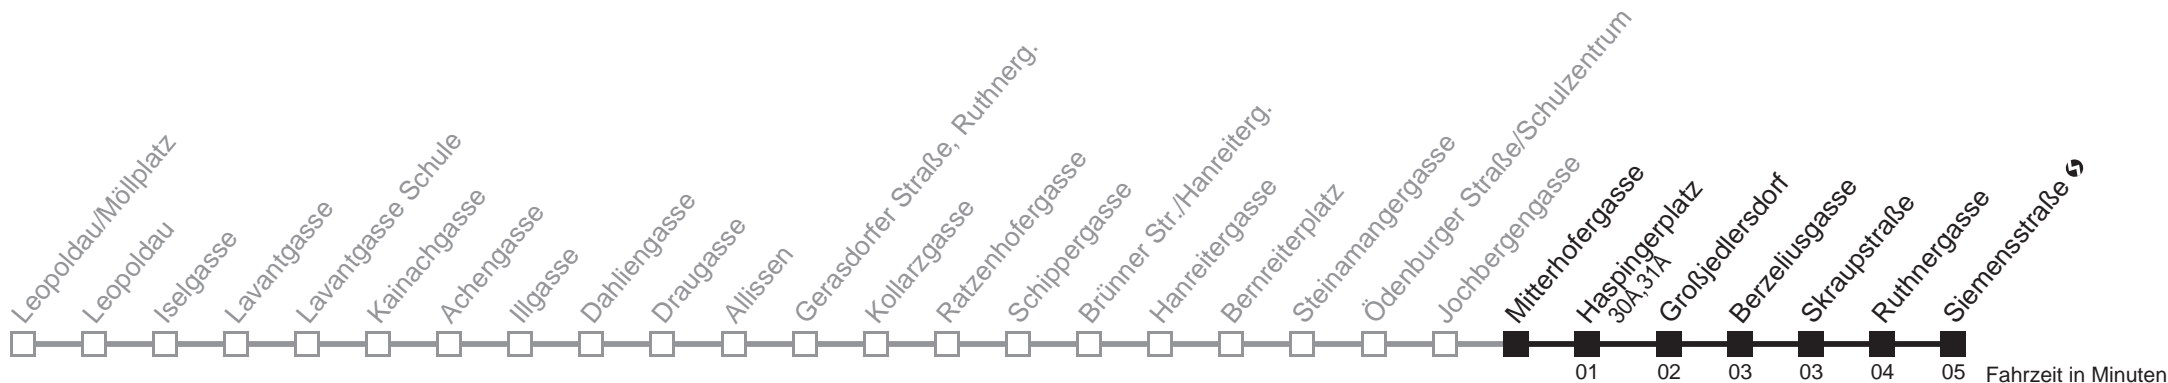 Leopoldau/Möllplatz
Leopoldau
Iselgasse
Lavantgasse
Lavantgasse Schule
Kainachgasse
Achengasse
Illgasse
Dahliengasse
Draugasse
Allissen
Gerasdorfer Straße, Ruthnerg.
Kollarzgasse
Ratzenhofergasse
Schippergasse
Brünner Str./Hanreiterg.
Hanreitergasse
Bernreiterplatz
Steinamangergasse
Ödenburger Straße/Schulzentrum
Jochbergengasse
Mitterhofergasse
Haspingerplatz
30A,31A
Großjedlersdorf
Berzeliusgasse
Skraupstraße
Ruthnergasse
Siemensstraße
01 02 03 03 04 05 Fahrzeit in Minuten